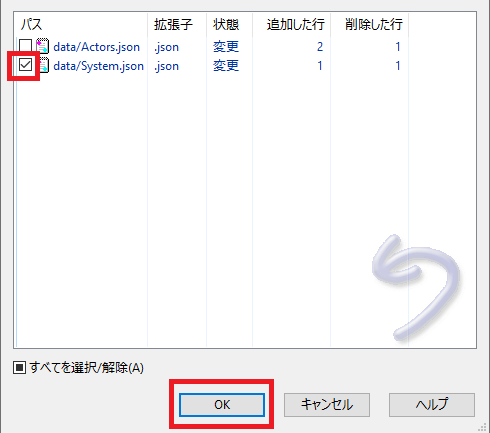 パス 拡張子 状態 追加した行 削除した行
data/Actors.json .json 変更 2 1
data/System.json .json 変更 1 1
すべてを選択/解除(A)
OK キャンセル ヘルプ